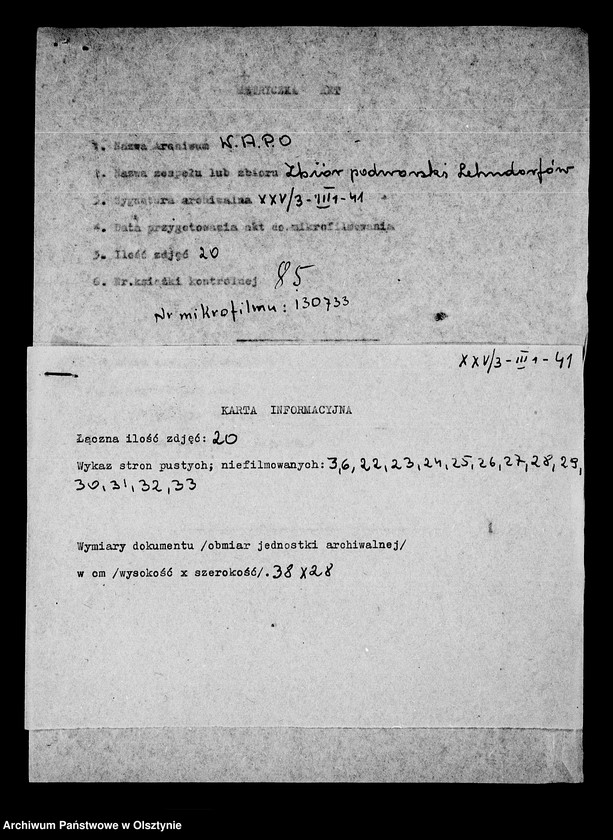 METRYCZKA AKT
1. Nazwa Archiwum W.A.P.O
2. Nazwa zespołu lub zbioru Zbiór podworski Lehndorfów
3. Sygnatura archiwalna XXV/3-III1-41
4. Data przygotowania akt do mikrofilmowania
5. Ilość zdjęć 20
6. Nr.książki kontrolnej 85
Nr mikrofilmu: 130733
XXV/3-III1-41
KARTA INFORMACYJNA
Łączna ilość zdjęć: 20
Wykaz stron pustych; niefilmowanych: 3,6,22,23,24,25,26,27,28,29,
30,31,32,33
Wymiary dokumentu /obmiar jednostki archiwalnej/
w cm /wysokość x szerokość/. 38 x 28
Archiwum Państwowe w Olsztynie